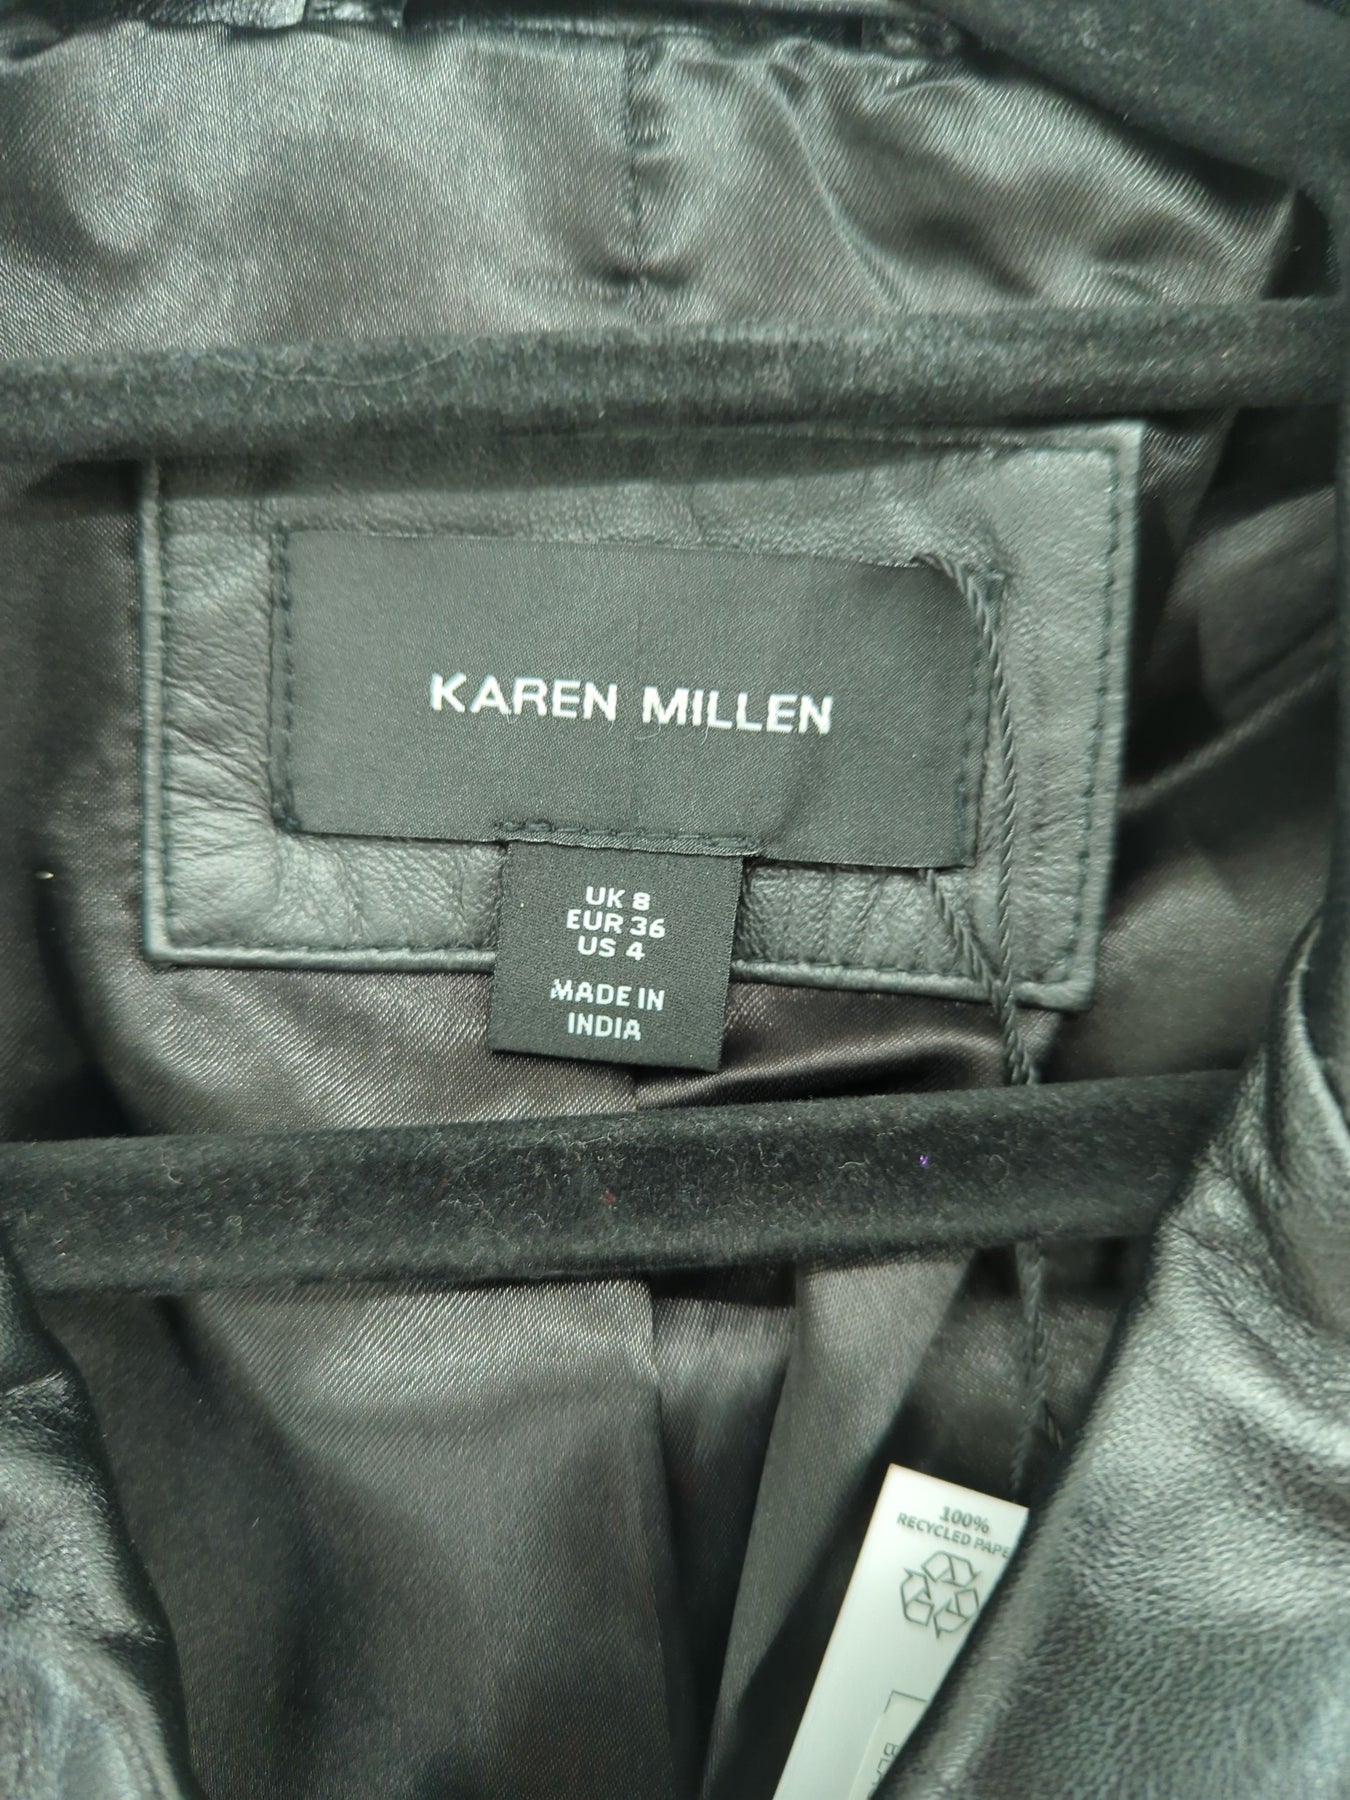 KAREN MILLEN
UK 8
EUR 36
US 4
MADE IN
INDIA
100%
RECYCLED PAPE